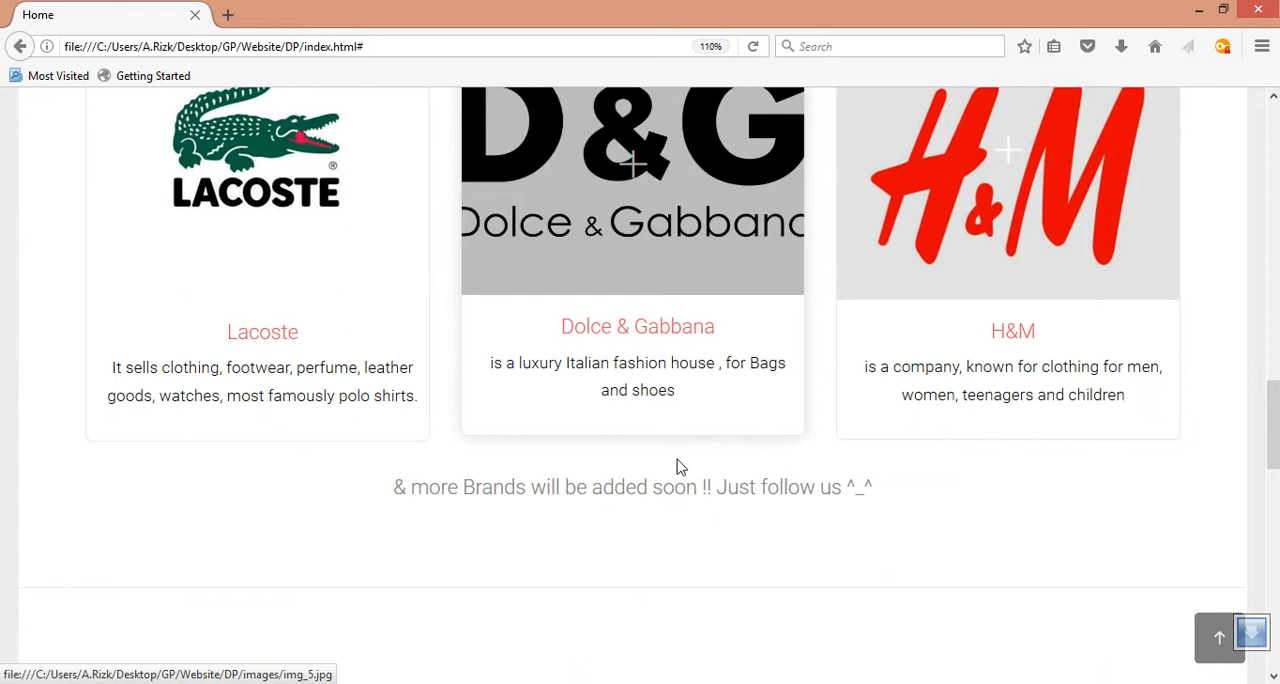 Home
file:///C:/Users/A.Rizk/Desktop/GP/Website/DP/index.html#
110%
Search
Most Visited
Getting Started
LACOSTE
®
D&G
Dolce & Gabbana
H&M
Lacoste
It sells clothing, footwear, perfume, leather
goods, watches, most famously polo shirts.
Dolce & Gabbana
is a luxury Italian fashion house , for Bags
and shoes
H&M
is a company, known for clothing for men,
women, teenagers and children
& more Brands will be added soon !! Just follow us ^_^
file:///C:/Users/A.Rizk/Desktop/GP/Website/DP/images/img_5.jpg